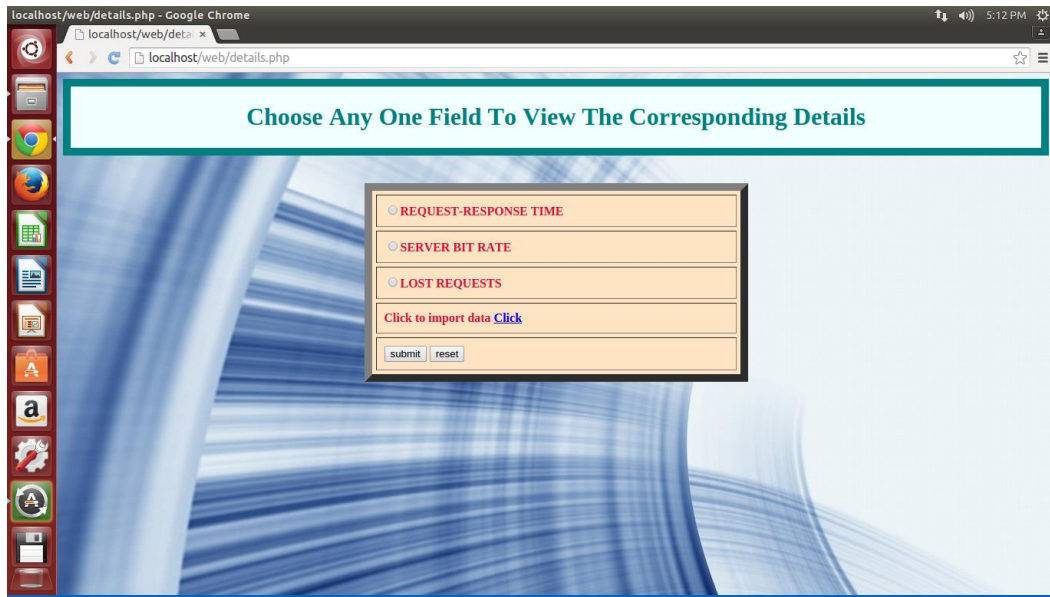 localhost/web/details.php - Google Chrome
5:12 PM
localhost/web/deta
localhost/web/details.php
Choose Any One Field To View The Corresponding Details
REQUEST-RESPONSE TIME
SERVER BIT RATE
LOST REQUESTS
Click to import data Click
submit reset